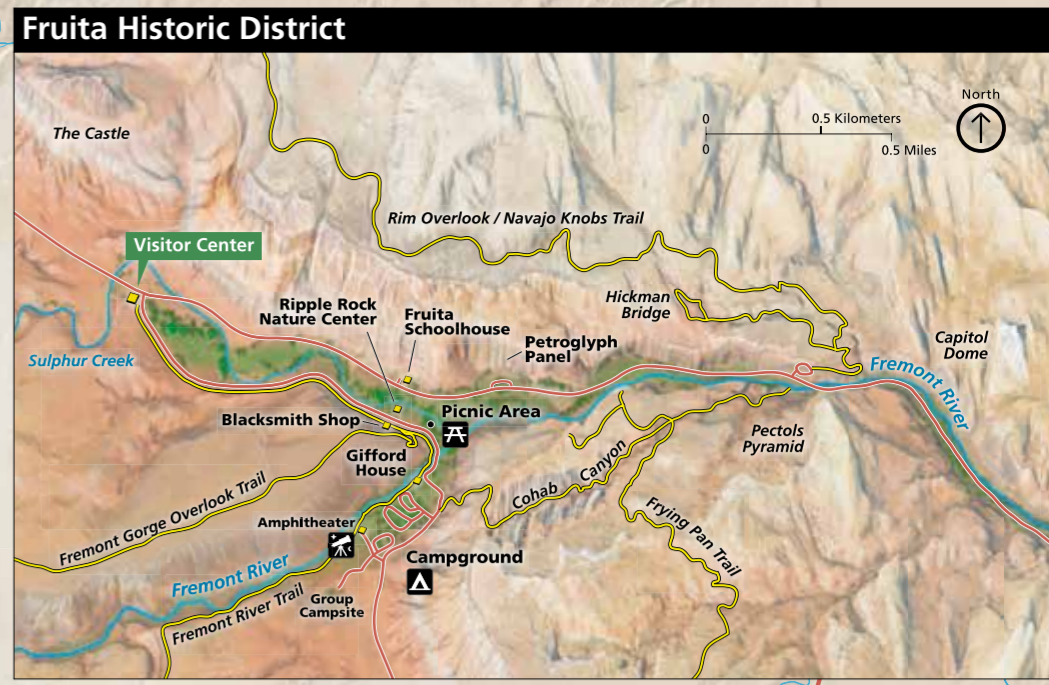 Fruita Historic District
North
0 0.5 Kilometers
0 0.5 Miles
The Castle
Rim Overlook / Navajo Knobs Trail
Visitor Center
Hickman
Bridge
Ripple Rock
Nature Center
Fruita
Schoolhouse
Petroglyph
Panel
Capitol
Dome
Sulphur Creek
Fremont River
Blacksmith Shop
Picnic Area
Pectols
Pyramid
Gifford
House
Cohab Canyon
Fremont Gorge Overlook Trail
Frying Pan Trail
Amphitheater
Campground
Fremont River
Group
Campsite
Fremont River Trail